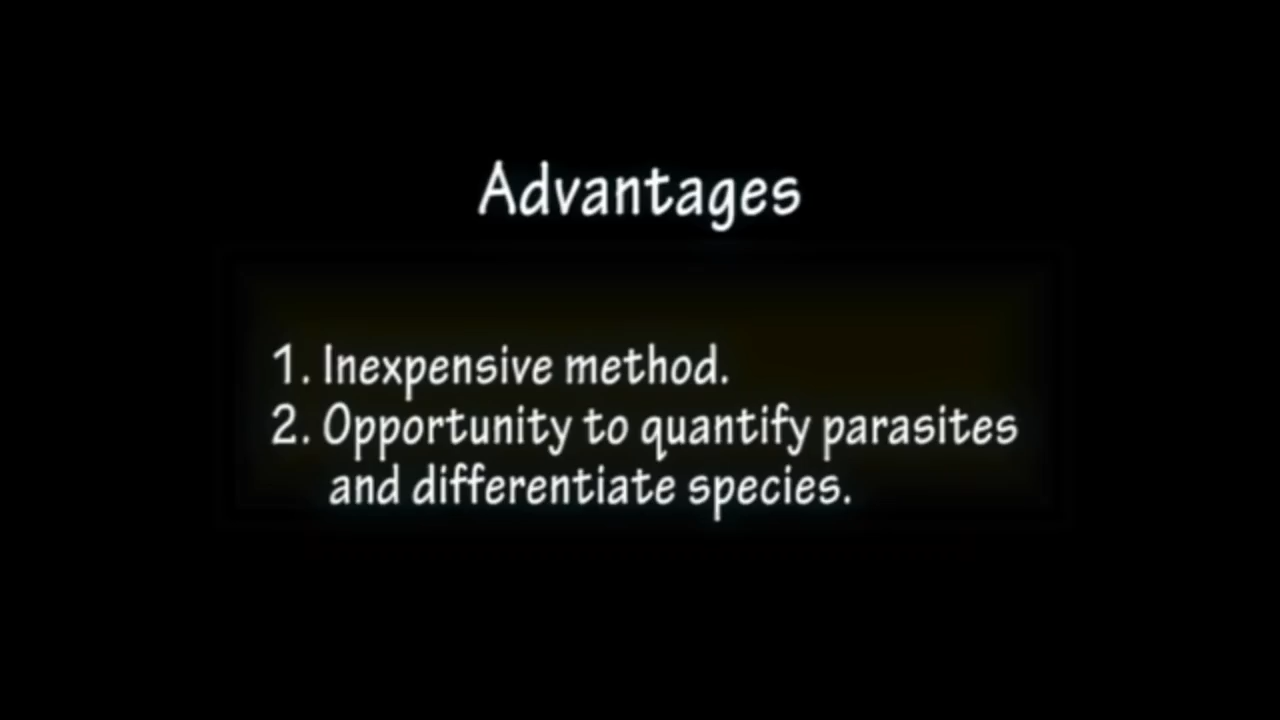 Advantages
1. Inexpensive method.
2. Opportunity to quantify parasites
and differentiate species.